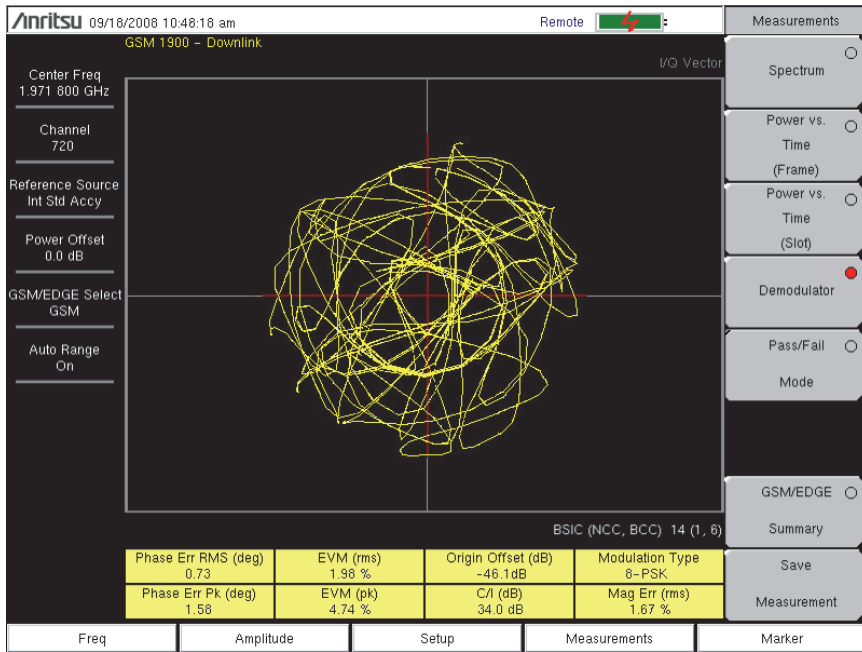 Anritsu 09/18/2008 10:48:18 am
Remote
Measurements
GSM 1900 - Downlink
I/Q Vector
Center Freq
1.971 800 GHz
Channel
720
Reference Source
Int Std Accy
Power Offset
0.0 dB
GSM/EDGE Select
GSM
Auto Range
On
Spectrum
Power vs.
Time
(Frame)
Power vs.
Time
(Slot)
Demodulator
Pass/Fail
Mode
GSM/EDGE
Summary
Save
Measurement
BSIC (NCC, BCC) 14 (1, 6)
Phase Err RMS (deg)
0.73
EVM (rms)
1.98 %
Origin Offset (dB)
-46.1dB
Modulation Type
8-PSK
Phase Err Pk (deg)
1.58
EVM (pk)
4.74 %
C/I (dB)
34.0 dB
Mag Err (rms)
1.67 %
Freq
Amplitude
Setup
Measurements
Marker